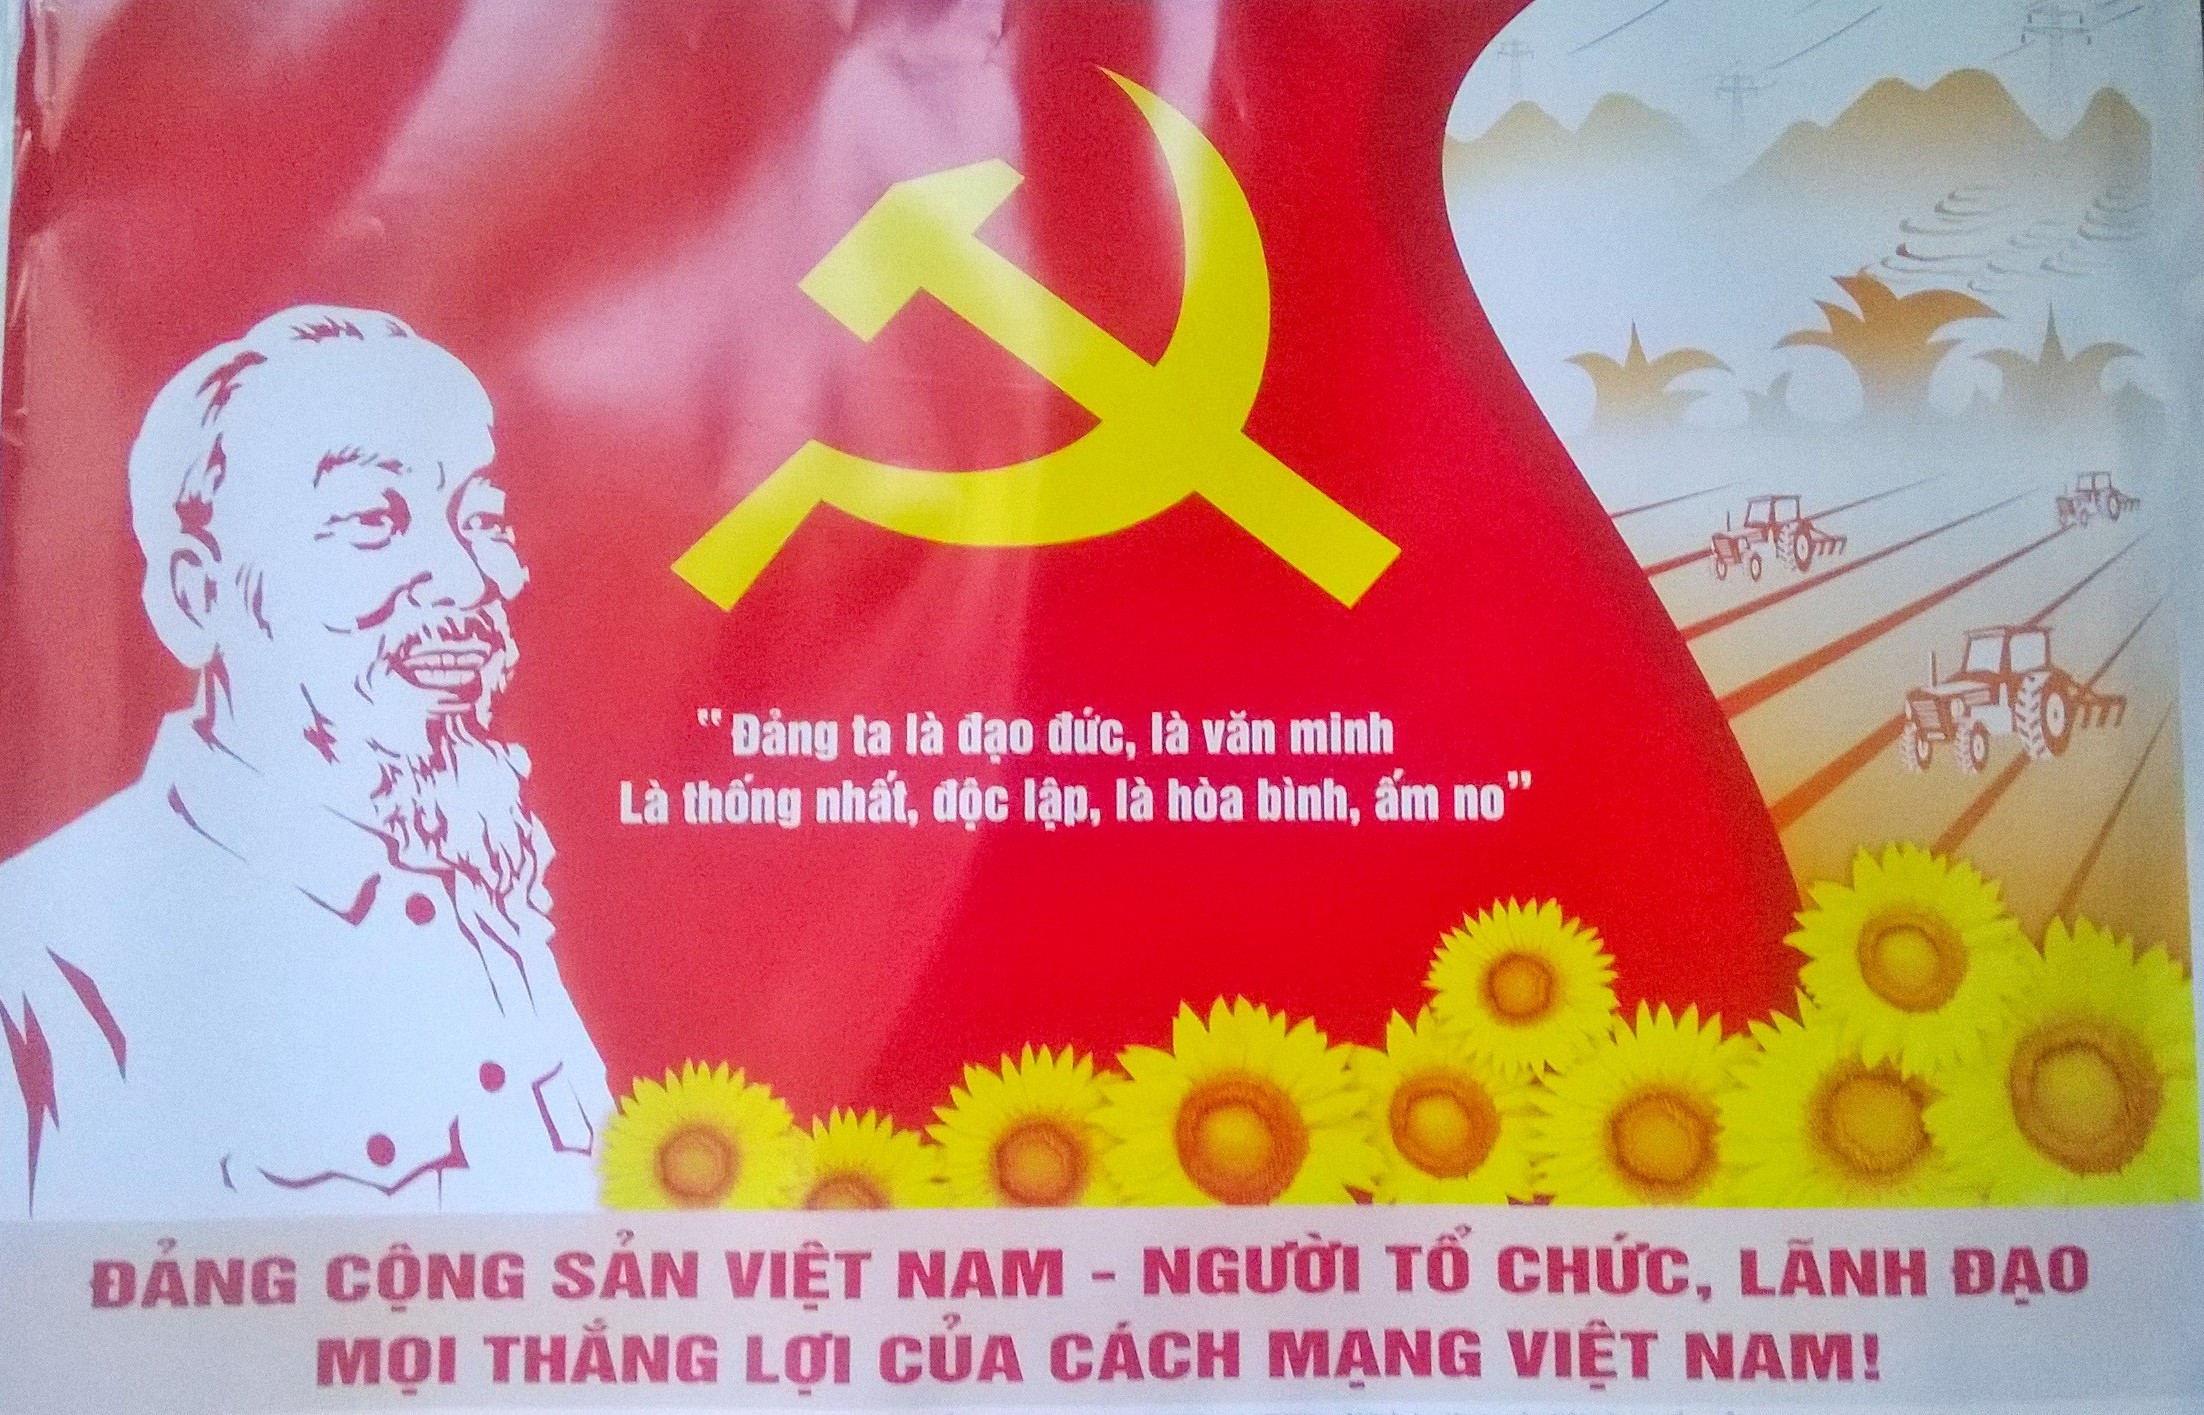 “Đảng ta là đạo đức, là văn minh
Là thống nhất, độc lập, là hòa bình, ấm no”
ĐẢNG CỘNG SẢN VIỆT NAM - NGƯỜI TỔ CHỨC, LÃNH ĐẠO
MỌI THẮNG LỢI CỦA CÁCH MẠNG VIỆT NAM!